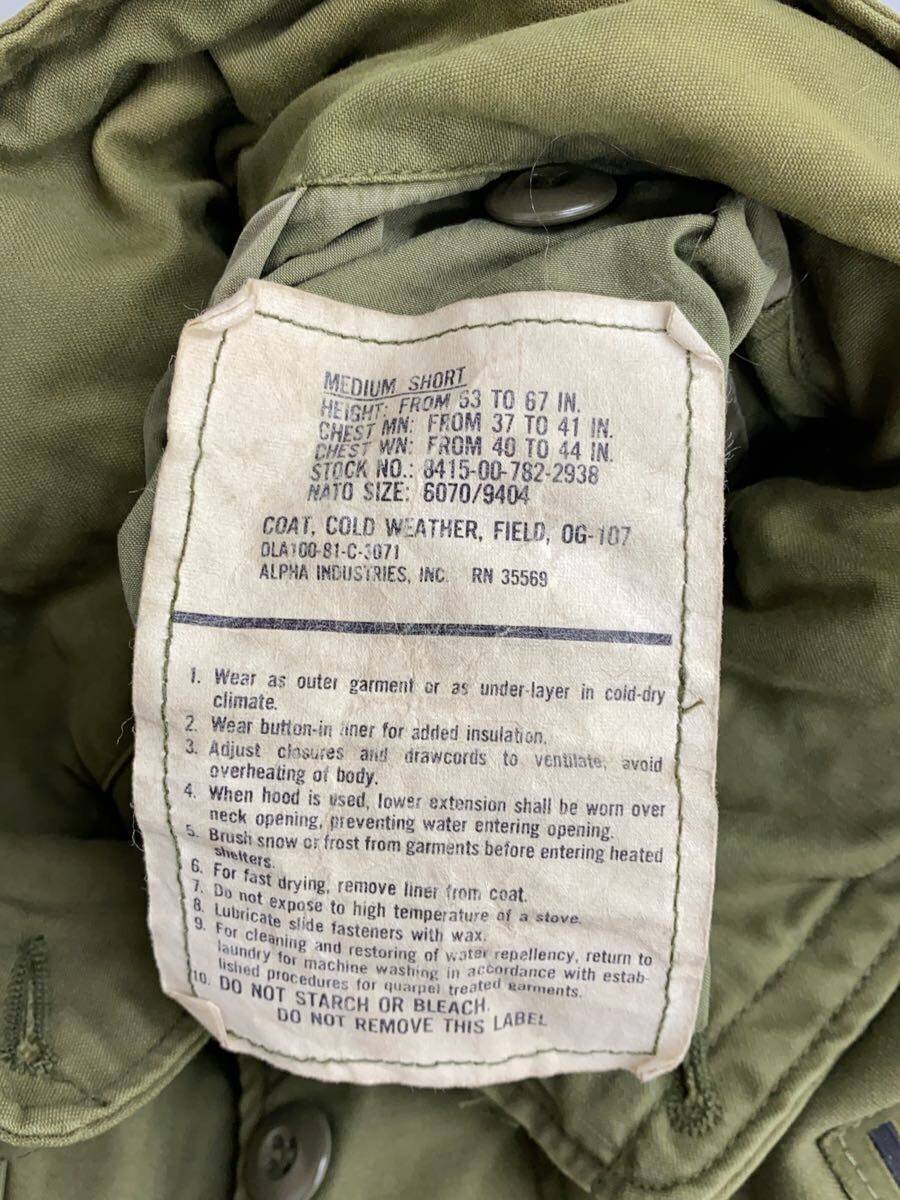 MEDIUM SHORT
HEIGHT: FROM 63 TO 67 IN.
CHEST MN: FROM 37 TO 41 IN.
CHEST WN: FROM 40 TO 44 IN.
STOCK NO.: 8415-00-782-2938
NATO SIZE: 6070/9404
COAT, COLD WEATHER, FIELD, OG-107
DLA100-81-C-3071
ALPHA INDUSTRIES, INC. RN 35569
1. Wear as outer garment or as under-layer in cold-dry
climate.
2. Wear button-in liner for added insulation.
3. Adjust closures and drawcords to ventilate, avoid
overheating of body.
4. When hood is used, lower extension shall be worn over
neck opening, preventing water entering opening.
5. Brush snow or frost from garments before entering heated
shelters.
6. For fast drying, remove liner from coat.
7. Do not expose to high temperature of a stove.
8. Lubricate slide fasteners with wax.
9. For cleaning and restoring of water repellency, return to
laundry for machine washing in accordance with estab-
lished procedures for quarpel treated garments.
10. DO NOT STARCH OR BLEACH.
DO NOT REMOVE THIS LABEL